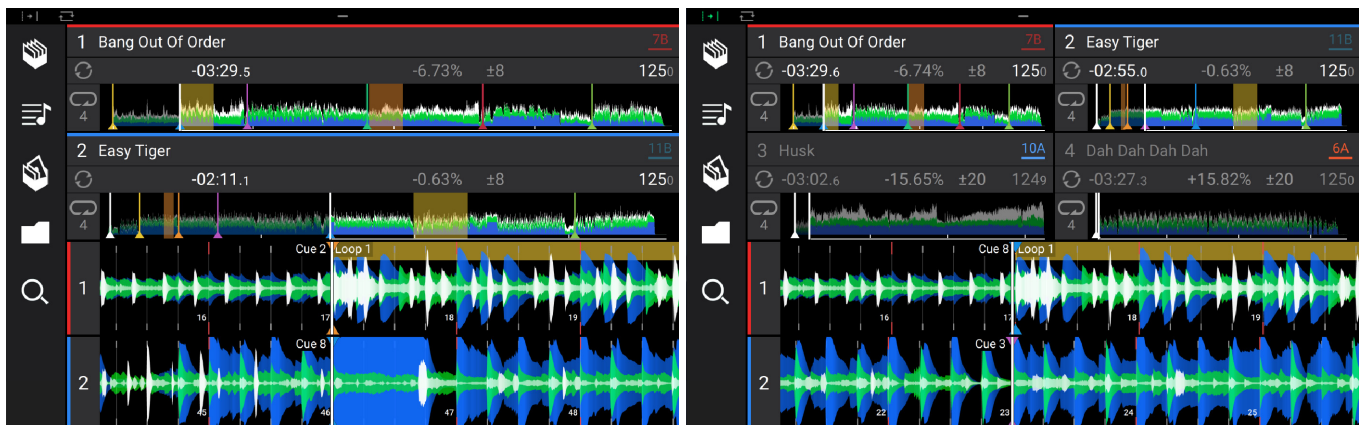 1 Bang Out Of Order 7B
-03:29.5 -6.73% ±8 1250
4
2 Easy Tiger 11B
-02:11.1 -0.63% ±8 1250
4
Cue 2 Loop 1
1
16 17 18 19
Cue 8
2
45 46 47 48
1 Bang Out Of Order 7B 2 Easy Tiger 11B
-03:29.6 -6.74% ±8 1250 -02:55.0 -0.63% ±8 1250
4 4
3 Husk 10A 4 Dah Dah Dah Dah 6A
-03:02.6 -15.65% ±20 1249 -03:27.3 +15.82% ±20 1250
4 4
Cue 8 Loop 1
1
16 17 18 19
Cue 3
2
22 23 24 25